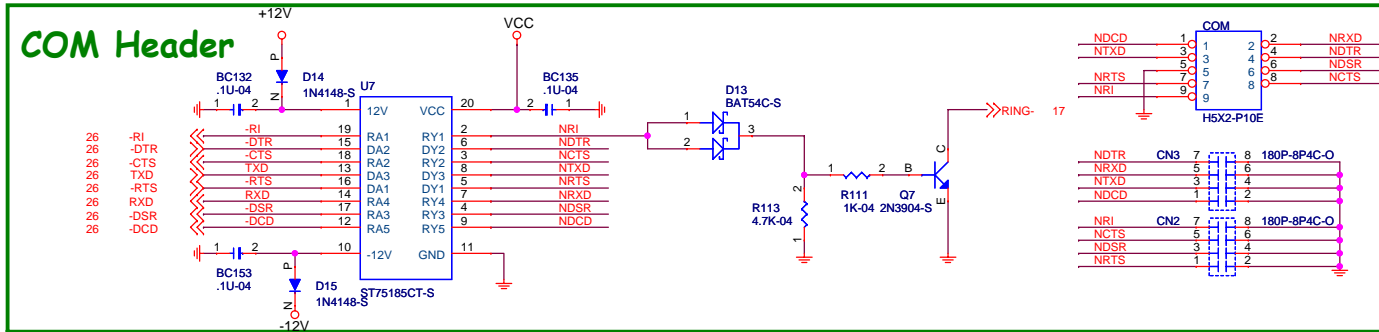 COM Header
+12V
VCC
P
N
D14
1N4148-S
BC132
.1U-04
1 2
U7
BC135
.1U-04
2 1
1 12V VCC 20
26 -RI -RI 19 RA1 RY1 2 NRI
26 -DTR -DTR 15 DA2 DY2 6 NDTR
26 -CTS -CTS 18 RA2 RY2 3 NCTS
26 TXD TXD 13 DA3 DY3 8 NTXD
26 -RTS -RTS 16 DA1 DY1 5 NRTS
26 RXD RXD 14 RA4 RY4 7 NRXD
26 -DSR -DSR 17 RA3 RY3 4 NDSR
26 -DCD -DCD 12 RA5 RY5 9 NDCD
1 2 10 -12V GND 11
BC153
.1U-04
P
N
D15
1N4148-S
-12V
ST75185CT-S
D13
BAT54C-S
1
2
3
R111
1K-04
1 2
2
R113
4.7K-04
1
B
C
E
Q7
2N3904-S
RING- 17
COM
NDCD 1 1 2 2 NRXD
NTXD 3 3 4 4 NDTR
5 5 6 6 NDSR
NRTS 7 7 8 8 NCTS
NRI 9 9
H5X2-P10E
NDTR CN3 7 8 180P-8P4C-O
NRXD 5 6
NTXD 3 4
NDCD 1 2
NRI CN2 7 8 180P-8P4C-O
NCTS 5 6
NDSR 3 4
NRTS 1 2